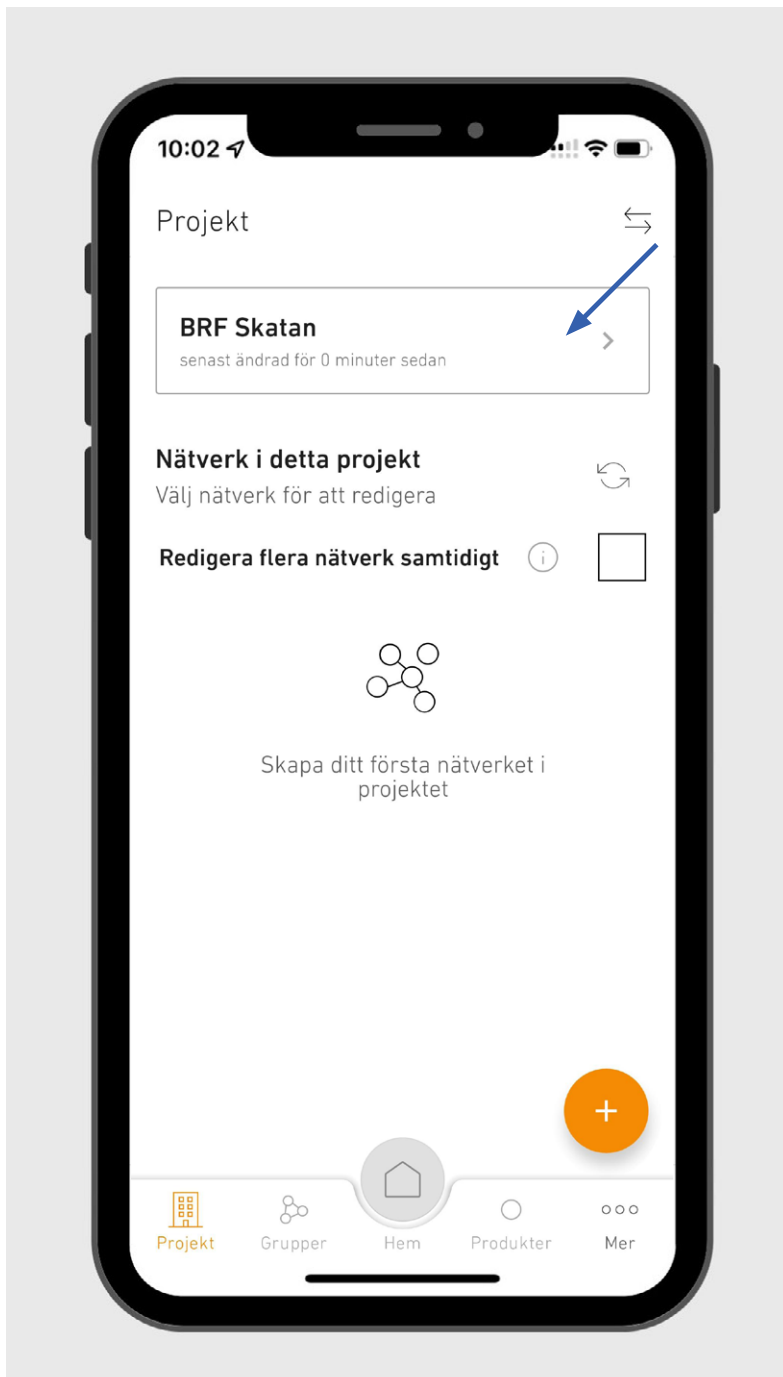 10:02
Projekt
BRF Skatan
senast ändrad för 0 minuter sedan
Nätverk i detta projekt
Välj nätverk för att redigera
Redigera flera nätverk samtidigt
Skapa ditt första nätverket i
projektet
Projekt Grupper Hem Produkter Mer